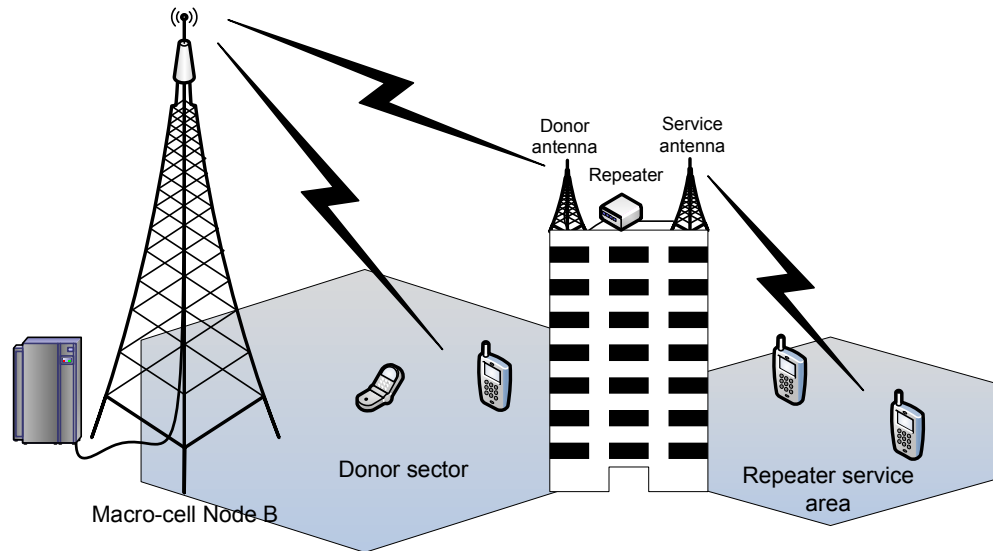 Donor
antenna
Service
antenna
Repeater
Donor sector
Repeater service
area
Macro-cell Node B